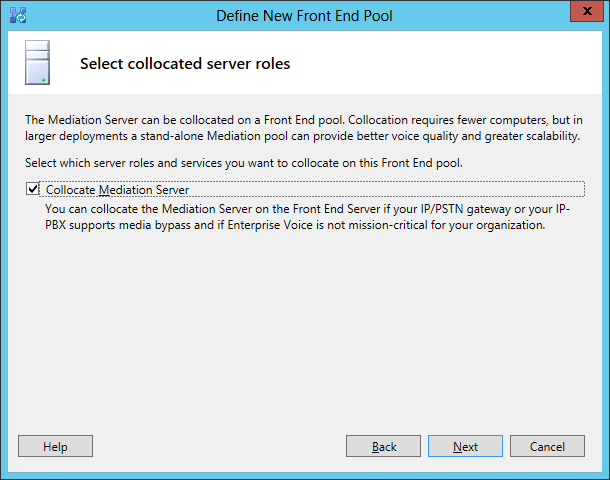 Define New Front End Pool
x
Select collocated server roles
The Mediation Server can be collocated on a Front End pool. Collocation requires fewer computers, but in
larger deployments a stand-alone Mediation pool can provide better voice quality and greater scalability.
Select which server roles and services you want to collocate on this Front End pool.
Collocate Mediation Server
You can collocate the Mediation Server on the Front End Server if your IP/PSTN gateway or your IP-
PBX supports media bypass and if Enterprise Voice is not mission-critical for your organization.
Help
Back
Next
Cancel